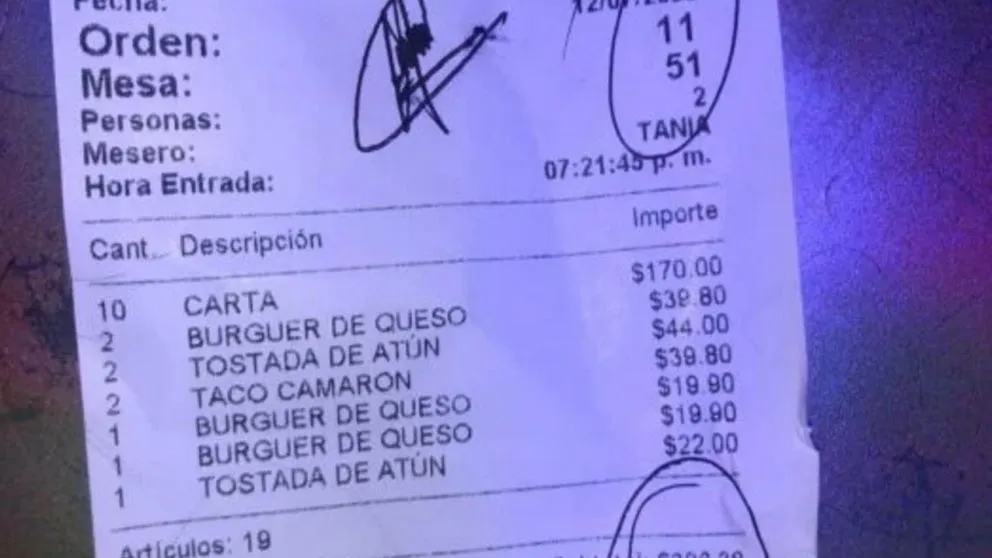 Fecha:
Orden: 11
Mesa: 51
Personas: 2
Mesero: TANIA
Hora Entrada: 07:21:45 p. m.
Cant. Descripción Importe
10 CARTA $170.00
2 BURGUER DE QUESO $39.80
2 TOSTADA DE ATÚN $44.00
2 TACO CAMARON $39.80
1 BURGUER DE QUESO $19.90
1 BURGUER DE QUESO $19.90
1 TOSTADA DE ATÚN $22.00
Artículos: 19